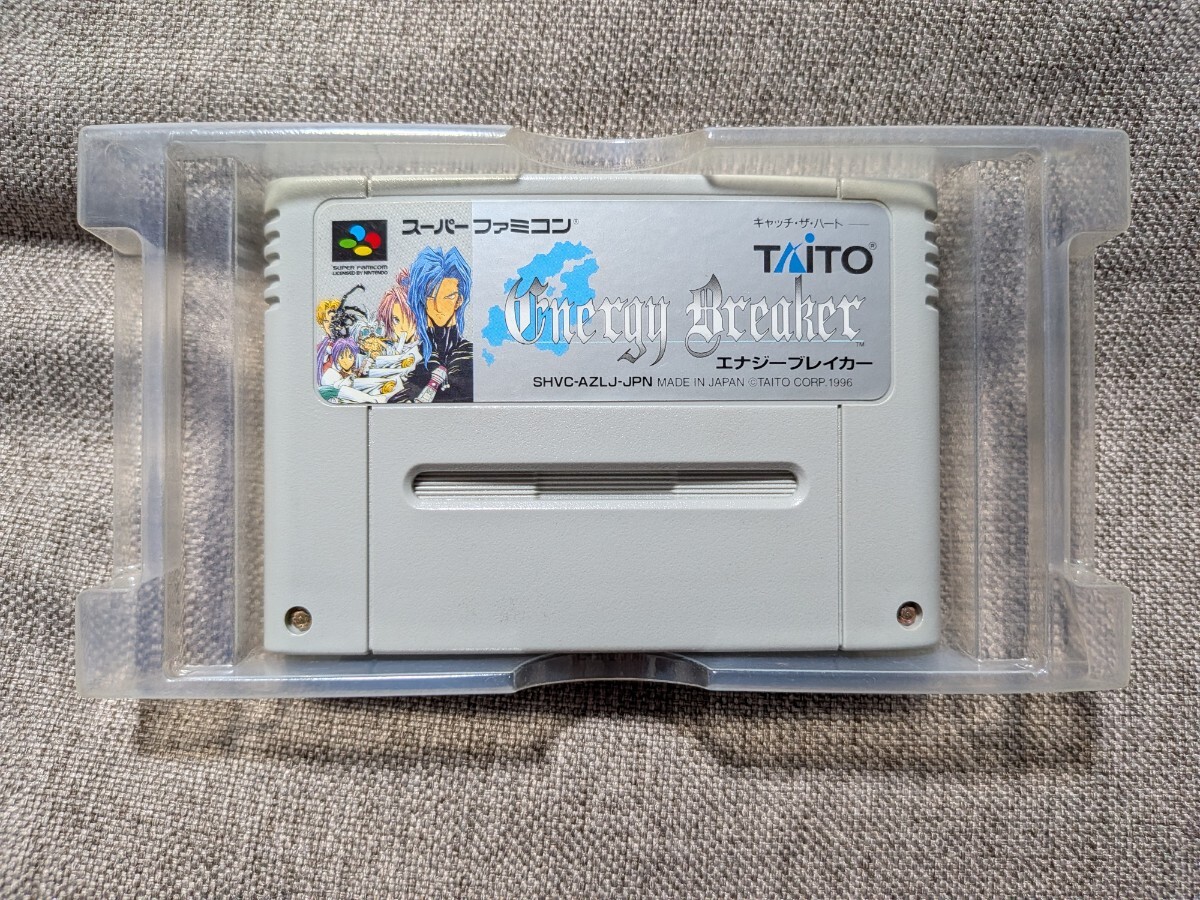 スーパーファミコン®
SUPER FAMICOM
LICENSED BY NINTENDO
キャッチ・ザ・ハート
TAITO®
Energy Breaker™
エナジーブレイカー
SHVC-AZLJ-JPN MADE IN JAPAN ©TAITO CORP.1996